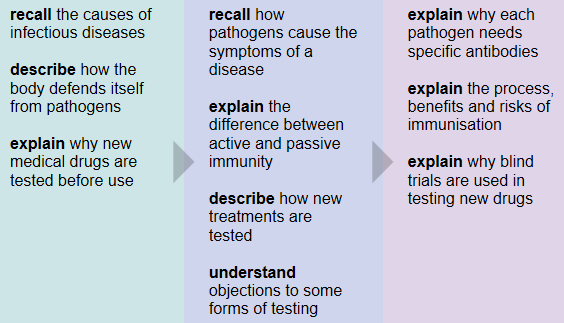 recall the causes of
infectious diseases
describe how the
body defends itself
from pathogens
explain why new
medical drugs are
tested before use
recall how
pathogens cause the
symptoms of a
disease
explain the
difference between
active and passive
immunity
describe how new
treatments are
tested
understand
objections to some
forms of testing
explain why each
pathogen needs
specific antibodies
explain the process,
benefits and risks of
immunisation
explain why blind
trials are used in
testing new drugs